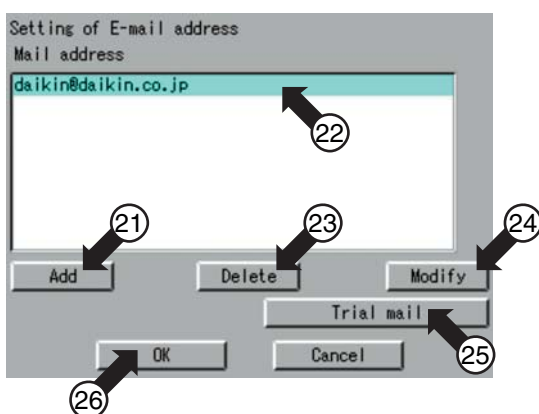 Setting of E-mail address
Mail address
daikin@daikin.co.jp
22
21 23 24
Add Delete Modify
Trial mail
OK Cancel 25
26